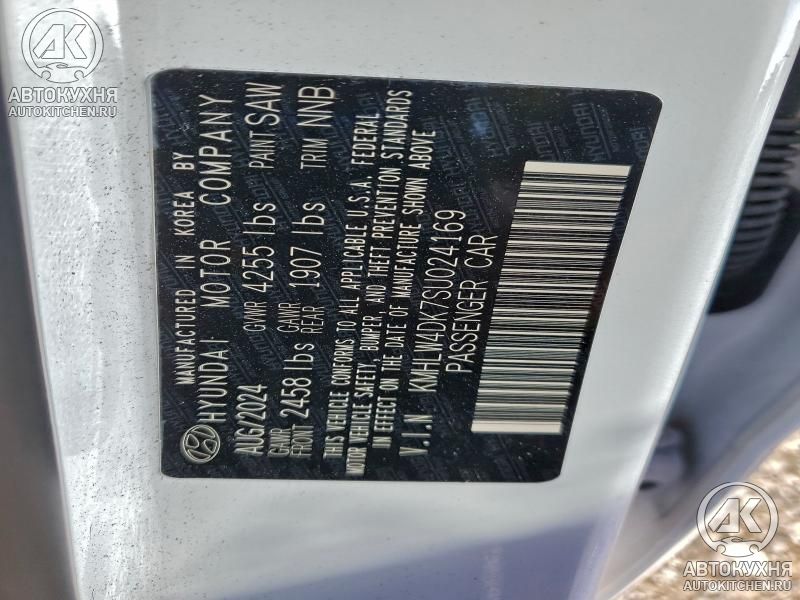 АВТОКУХНЯ
AUTOKITCHEN.RU
MANUFACTURED IN KOREA BY
HYUNDAI MOTOR COMPANY
AUG/2024 GVWR 4255 lbs PAINT SAW
GAWR FRONT 2458 lbs GAWR REAR 1907 lbs TRIM NNB
THIS VEHICLE CONFORMS TO ALL APPLICABLE U.S.A. FEDERAL
MOTOR VEHICLE SAFETY, BUMPER, AND THEFT PREVENTION STANDARDS
IN EFFECT ON THE DATE OF MANUFACTURE SHOWN ABOVE
V.I.N KMHLW4DK7SU024169
PASSENGER CAR
АВТОКУХНЯ
AUTOKITCHEN.RU